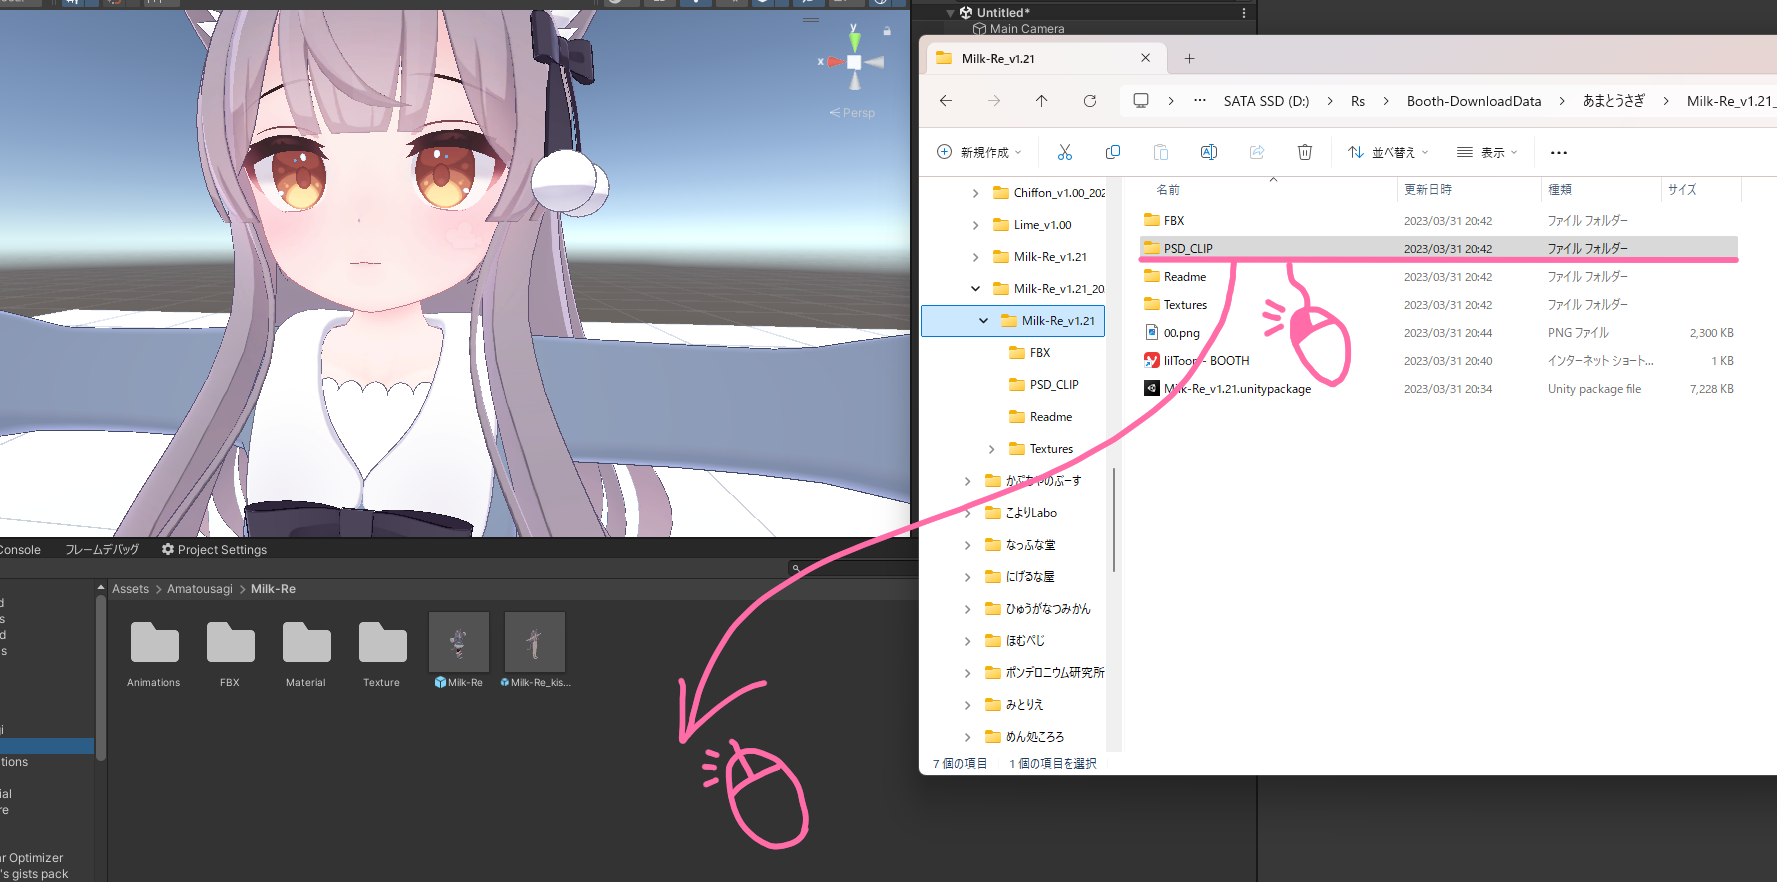 Untitled*
Main Camera
y
x
Persp
Console
フレームデバッグ
Project Settings
Assets > Amatousagi > Milk-Re
Animations
FBX
Material
Texture
Milk-Re
Milk-Re_kis...
r Optimizer
's gists pack
Milk-Re_v1.21
SATA SSD (D:) > Rs > Booth-DownloadData > あまとうさぎ > Milk-Re_v1.21_
新規作成
並べ替え
表示
Chiffon_v1.00_202
Lime_v1.00
Milk-Re_v1.21
Milk-Re_v1.21_20
Milk-Re_v1.21
FBX
PSD_CLIP
Readme
Textures
かぷちやのぶーす
こよりLabo
なっふな堂
にげるな屋
ひゅうがなつみかん
ほむぺじ
ポンデロニウム研究所
みとりえ
めん処ころろ
名前 更新日時 種類 サイズ
FBX 2023/03/31 20:42 ファイル フォルダー
PSD_CLIP 2023/03/31 20:42 ファイル フォルダー
Readme 2023/03/31 20:42 ファイル フォルダー
Textures 2023/03/31 20:42 ファイル フォルダー
00.png 2023/03/31 20:44 PNG ファイル 2,300 KB
lilToon - BOOTH 2023/03/31 20:40 インターネット ショート... 1 KB
Milk-Re_v1.21.unitypackage 2023/03/31 20:34 Unity package file 7,228 KB
7 個の項目 1 個の項目を選択